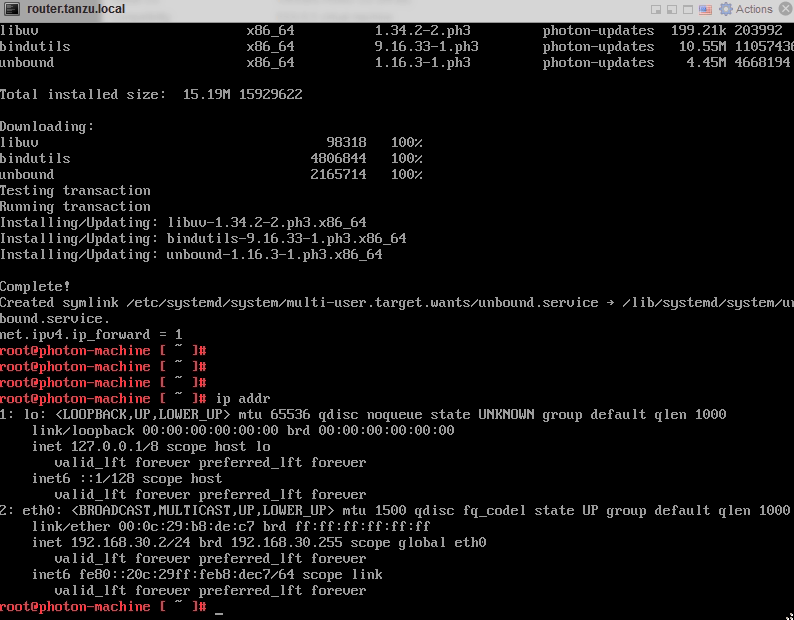 router.tanzu.local Actions
libuv x86_64 1.34.2-2.ph3 photon-updates 199.21k 203992
bindutils x86_64 9.16.33-1.ph3 photon-updates 10.55M 11057436
unbound x86_64 1.16.3-1.ph3 photon-updates 4.45M 4668194
Total installed size: 15.19M 15929622
Downloading:
libuv 98318 100%
bindutils 4806844 100%
unbound 2165714 100%
Testing transaction
Running transaction
Installing/Updating: libuv-1.34.2-2.ph3.x86_64
Installing/Updating: bindutils-9.16.33-1.ph3.x86_64
Installing/Updating: unbound-1.16.3-1.ph3.x86_64
Complete!
Created symlink /etc/systemd/system/multi-user.target.wants/unbound.service → /lib/systemd/system/un
bound.service.
net.ipv4.ip_forward = 1
root@photon-machine [ ~ ]#
root@photon-machine [ ~ ]#
root@photon-machine [ ~ ]#
root@photon-machine [ ~ ]# ip addr
1: lo: <LOOPBACK,UP,LOWER_UP> mtu 65536 qdisc noqueue state UNKNOWN group default qlen 1000
link/loopback 00:00:00:00:00:00 brd 00:00:00:00:00:00
inet 127.0.0.1/8 scope host lo
valid_lft forever preferred_lft forever
inet6 ::1/128 scope host
valid_lft forever preferred_lft forever
2: eth0: <BROADCAST,MULTICAST,UP,LOWER_UP> mtu 1500 qdisc fq_codel state UP group default qlen 1000
link/ether 00:0c:29:b8:de:c7 brd ff:ff:ff:ff:ff:ff
inet 192.168.30.2/24 brd 192.168.30.255 scope global eth0
valid_lft forever preferred_lft forever
inet6 fe80::20c:29ff:feb8:dec7/64 scope link
valid_lft forever preferred_lft forever
root@photon-machine [ ~ ]# _